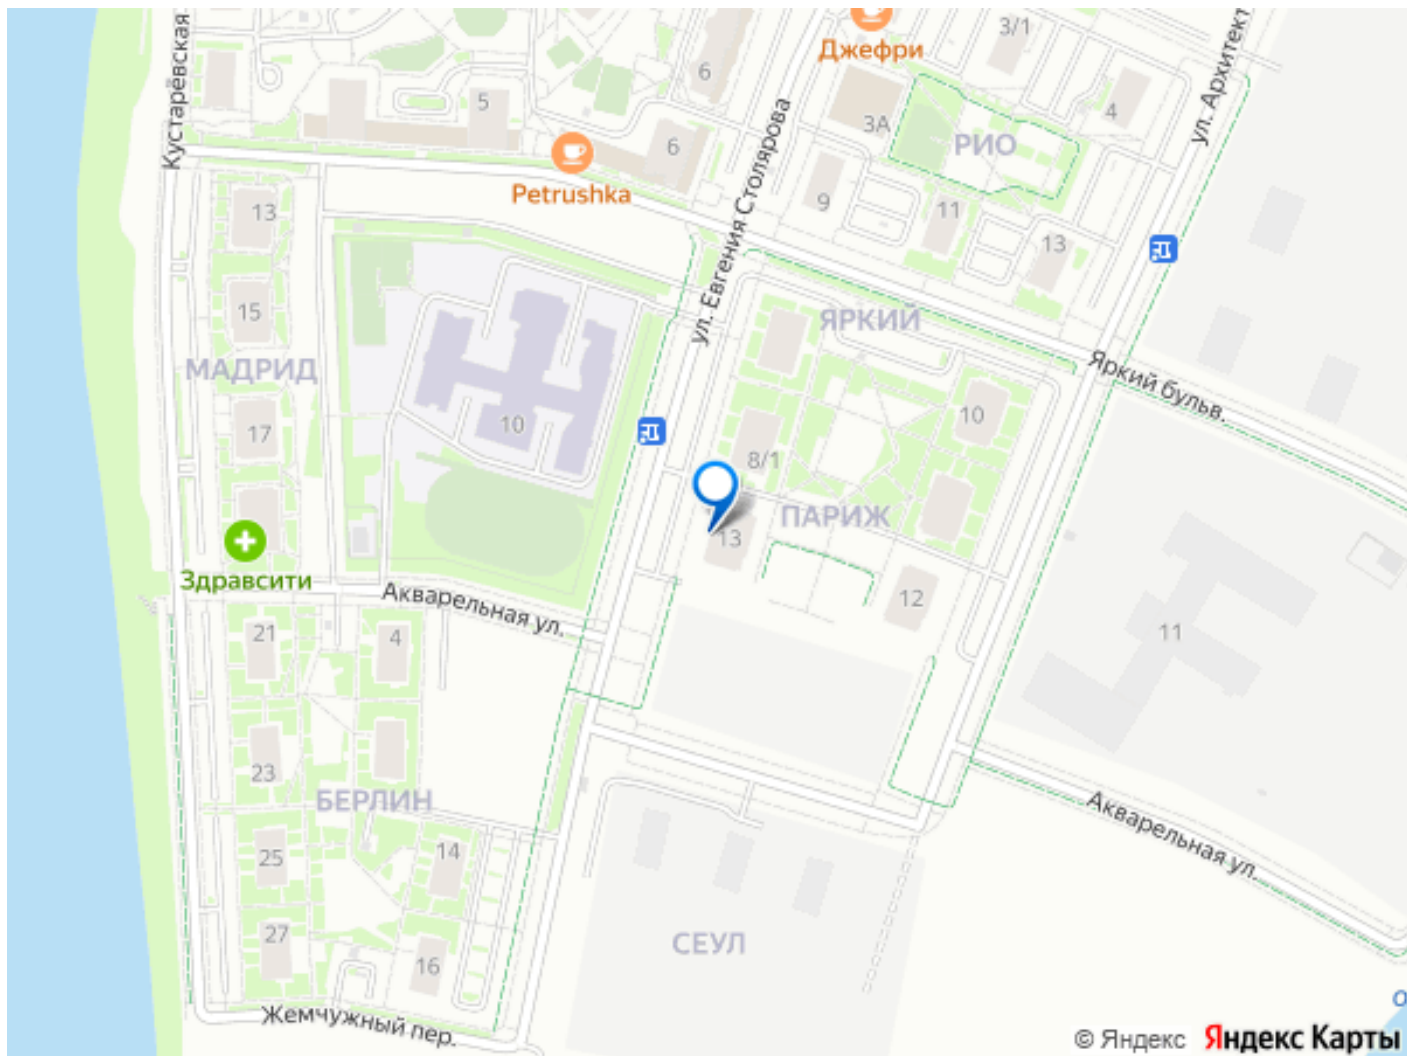 Джефри
3/1
6
5
4
3А
Кустарёвская
ул. Архитект
РИО
6
Petrushka
ул. Евгения Столярова
9
11
13
13
15
ЯРКИЙ
МАДРИД
Яркий бульв.
10
17
10
8/1
ПАРИЖ
13
Здравсити
Акварельная ул.
12
21
4
11
23
БЕРЛИН
Акварельная ул.
25
14
27
СЕУЛ
16
Жемчужный пер.
О
© Яндекс Яндекс Карты